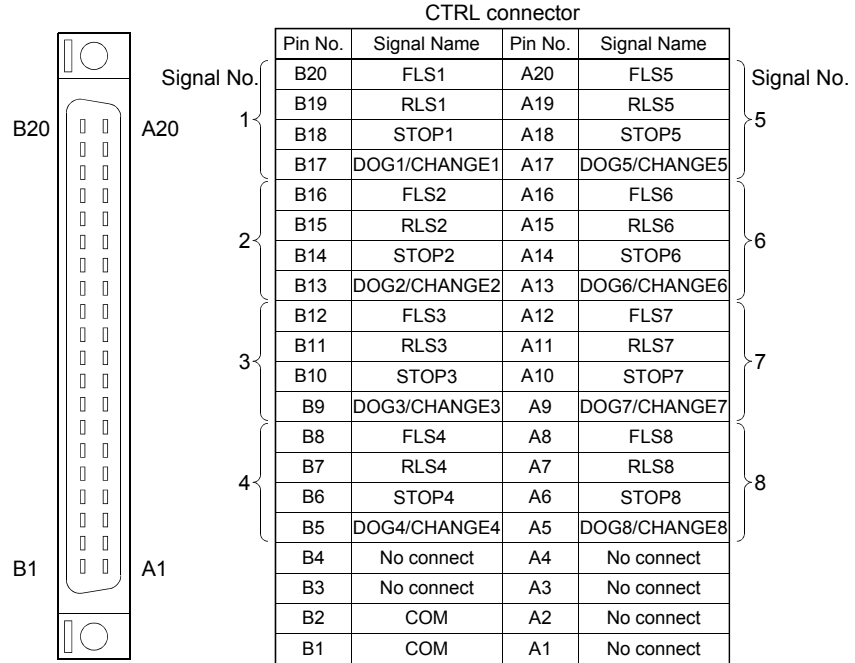 CTRL connector
Pin No. Signal Name Pin No. Signal Name
Signal No. Signal No.
B20 A20
B1 A1
B20 FLS1 A20 FLS5
B19 RLS1 A19 RLS5
1 5
B18 STOP1 A18 STOP5
B17 DOG1/CHANGE1 A17 DOG5/CHANGE5
B16 FLS2 A16 FLS6
B15 RLS2 A15 RLS6
2 6
B14 STOP2 A14 STOP6
B13 DOG2/CHANGE2 A13 DOG6/CHANGE6
B12 FLS3 A12 FLS7
B11 RLS3 A11 RLS7
3 7
B10 STOP3 A10 STOP7
B9 DOG3/CHANGE3 A9 DOG7/CHANGE7
B8 FLS4 A8 FLS8
B7 RLS4 A7 RLS8
4 8
B6 STOP4 A6 STOP8
B5 DOG4/CHANGE4 A5 DOG8/CHANGE8
B4 No connect A4 No connect
B3 No connect A3 No connect
B2 COM A2 No connect
B1 COM A1 No connect